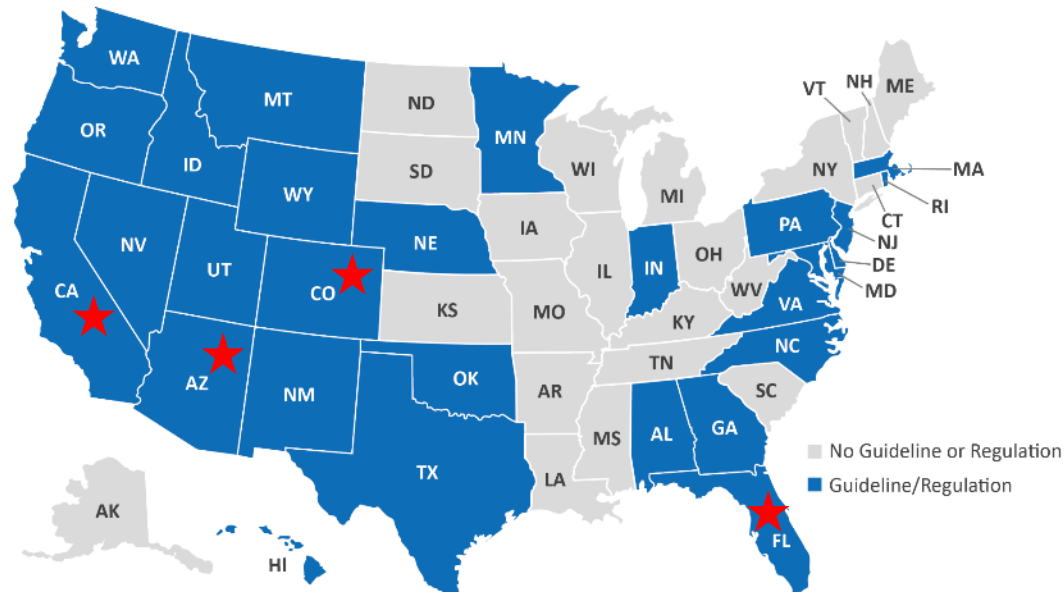 WA
MT
ND
MN
VT
NH
ME
OR
ID
SD
WI
NY
MA
WY
MI
RI
CT
IA
PA
NV
NE
NJ
UT
OH
IL
IN
DE
CA
CO
WV
MD
KS
MO
VA
KY
NC
TN
AZ
OK
NM
AR
SC
MS
AL
GA
No Guideline or Regulation
TX
LA
Guideline/Regulation
AK
FL
HI